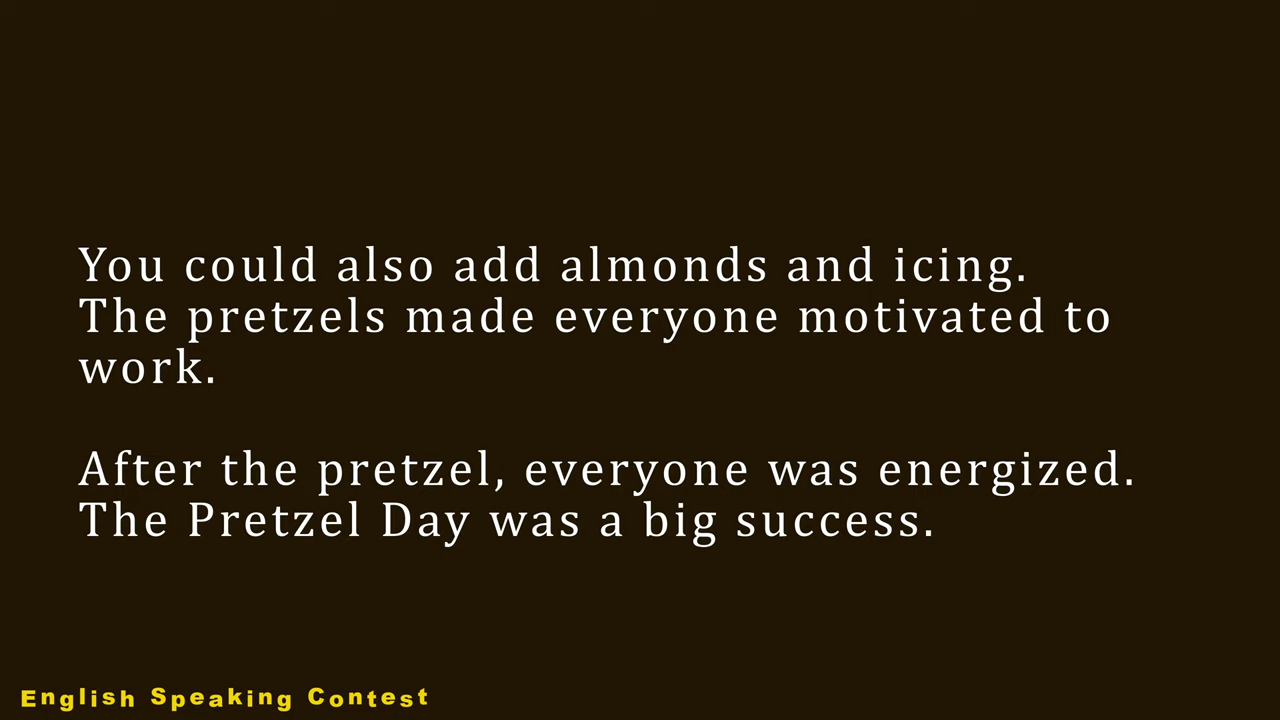 You could also add almonds and icing.
The pretzels made everyone motivated to
work.
After the pretzel, everyone was energized.
The Pretzel Day was a big success.
English Speaking Contest